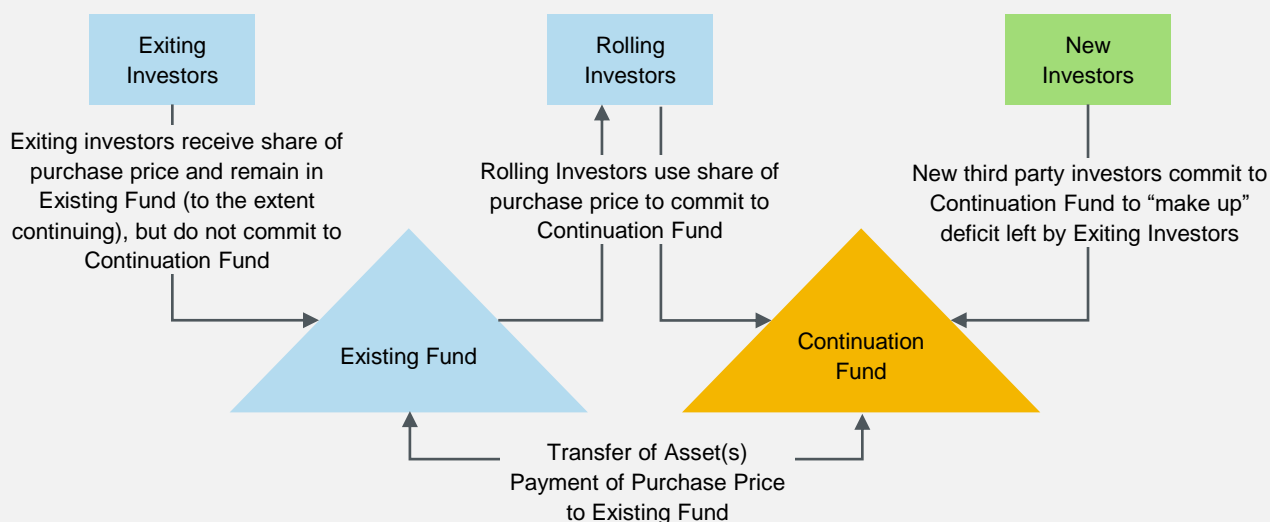 Exiting
Investors
Rolling
Investors
New
Investors
Exiting investors receive share of
purchase price and remain in
Existing Fund (to the extent
continuing), but do not commit to
Continuation Fund
Rolling Investors use share of
purchase price to commit to
Continuation Fund
New third party investors commit to
Continuation Fund to “make up”
deficit left by Exiting Investors
Existing Fund
Continuation
Fund
Transfer of Asset(s)
Payment of Purchase Price
to Existing Fund